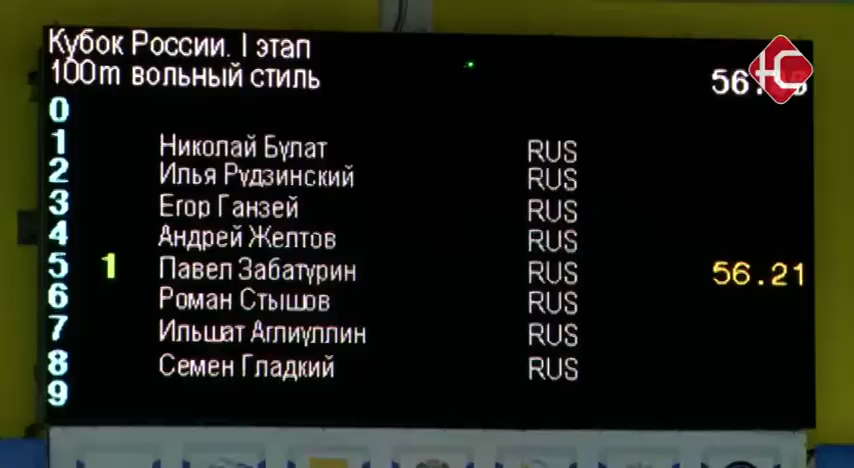 Кубок России. I этап
100m вольный стиль
0
1 Николай Булат RUS
2 Илья Рудзинский RUS
3 Егор Ганзей RUS
4 Андрей Желтов RUS
5 1 Павел Забатурин RUS 56.21
6 Роман Стышов RUS
7 Ильшат Аглиуллин RUS
8 Семен Гладкий RUS
9